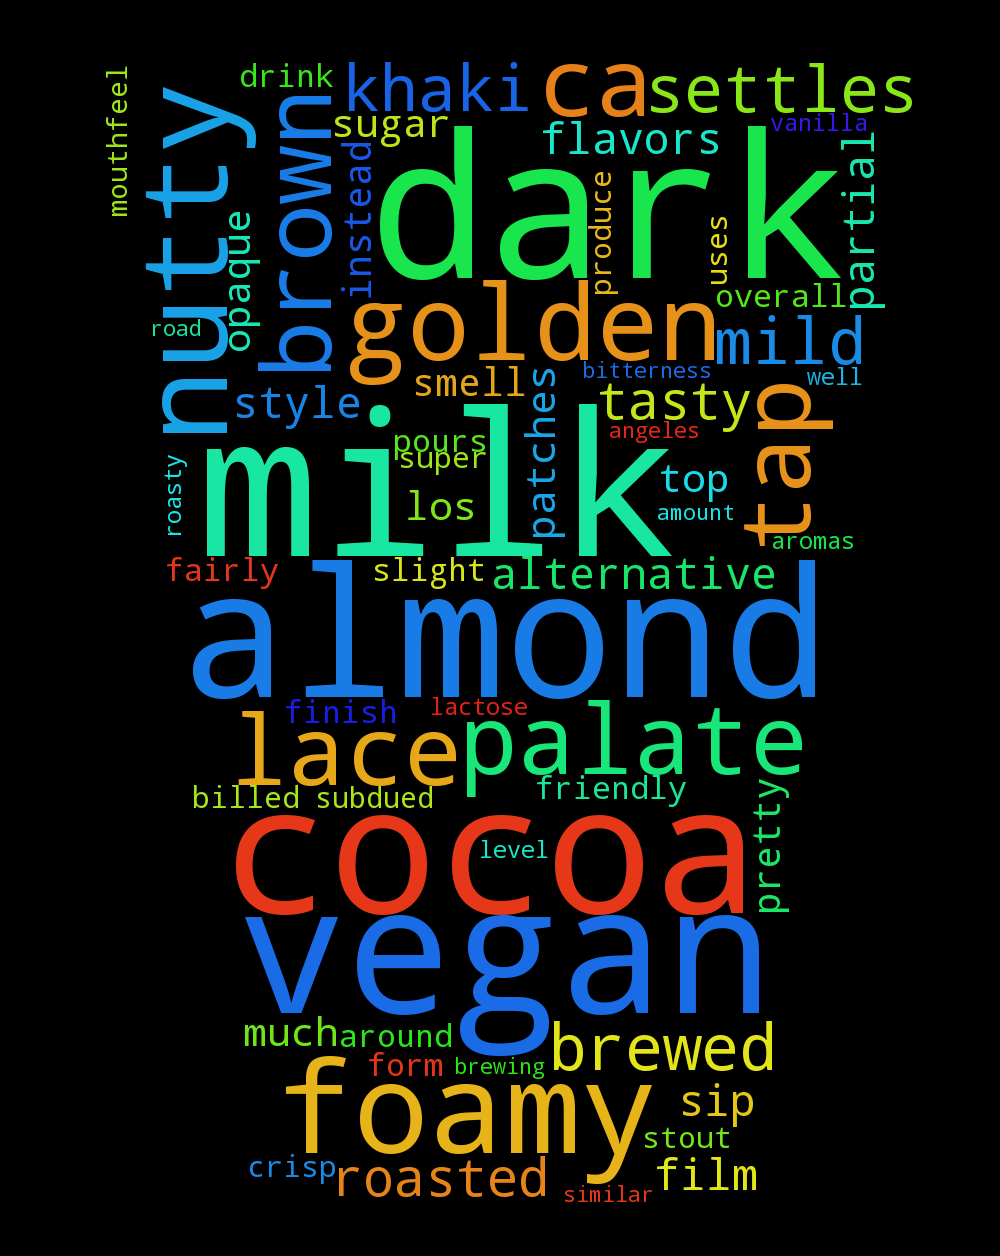 mouthfeel
drink
khaki
ca
settles
nutty
brown
sugar
flavors
vanilla
instead
dark
partial
opaque
produce
uses
road
golden
overall
mild
style
smell
bitterness
well
patches
tasty
tap
milk
pours
super
angeles
roasty
los
top
amount
aromas
fairly
slight
alternative
almond
finish
lactose
lace
palate
billed
subdued
friendly
pretty
cocoa
level
vegan
much
around
brewed
form
brewing
foamy
sip
stout
crisp
roasted
film
similar